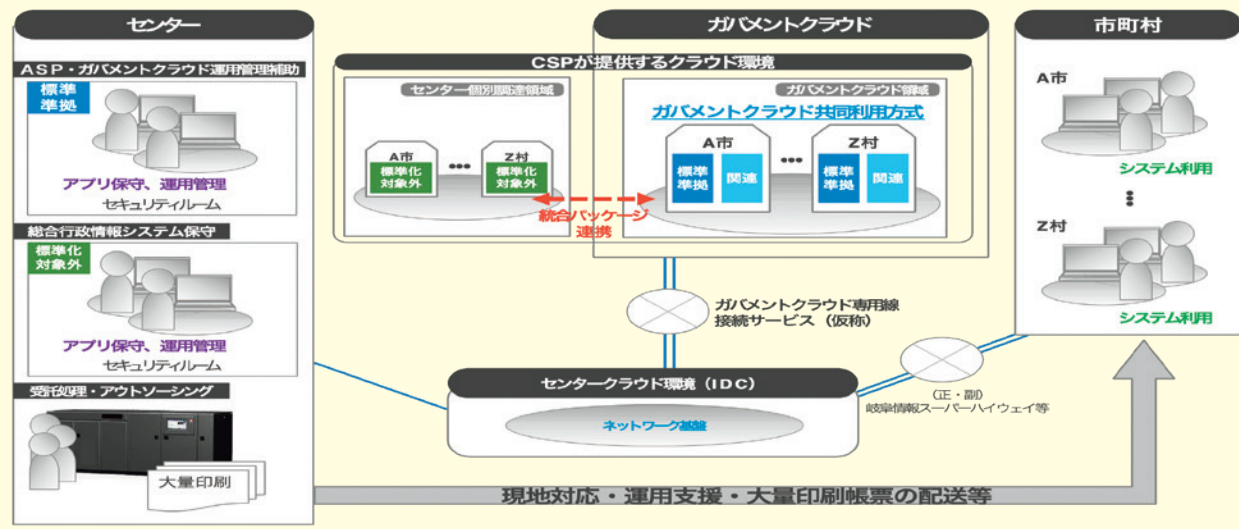 センター
ASP・ガバメントクラウド運用管理補助
標準
準拠
アプリ保守、運用管理
セキュリティルーム
総合行政情報システム保守
標準化
対象外
アプリ保守、運用管理
セキュリティルーム
受託処理・アウトソーシング
大量印刷
ガバメントクラウド
CSPが提供するクラウド環境
センター個別関連領域
A市
標準化
対象外
•••
Z村
標準化
対象外
統合パッケージ
連携
ガバメントクラウド領域
ガバメントクラウド共同利用方式
A市
標準
準拠
関連
•••
Z村
標準
準拠
関連
ガバメントクラウド専用線
接続サービス（仮称）
センタークラウド環境（IDC）
ネットワーク基盤
（正・副）
岐阜情報スーパーハイウェイ等
市町村
A市
システム利用
Z村
システム利用
現地対応・運用支援・大量印刷帳票の配送等